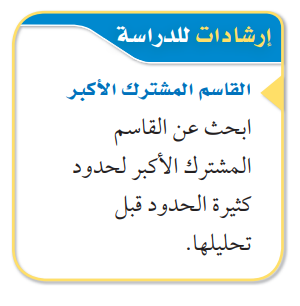 إرشادات للدراسة
القاسم المشترك الأكبر
ابحث عن القاسم
المشترك الأكبر لحدود
كثيرة الحدود قبل
تحليلها.